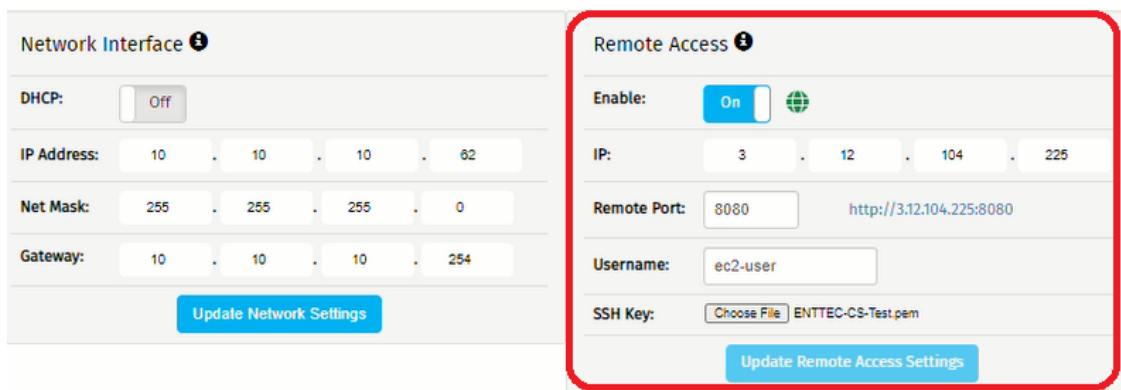 Network Interface
DHCP: Off
IP Address: 10 . 10 . 10 . 62
Net Mask: 255 . 255 . 255 . 0
Gateway: 10 . 10 . 10 . 254
Update Network Settings
Remote Access
Enable: On
IP: 3 . 12 . 104 . 225
Remote Port: 8080 http://3.12.104.225:8080
Username: ec2-user
SSH Key: Choose File ENTTEC-CS-Test.pem
Update Remote Access Settings